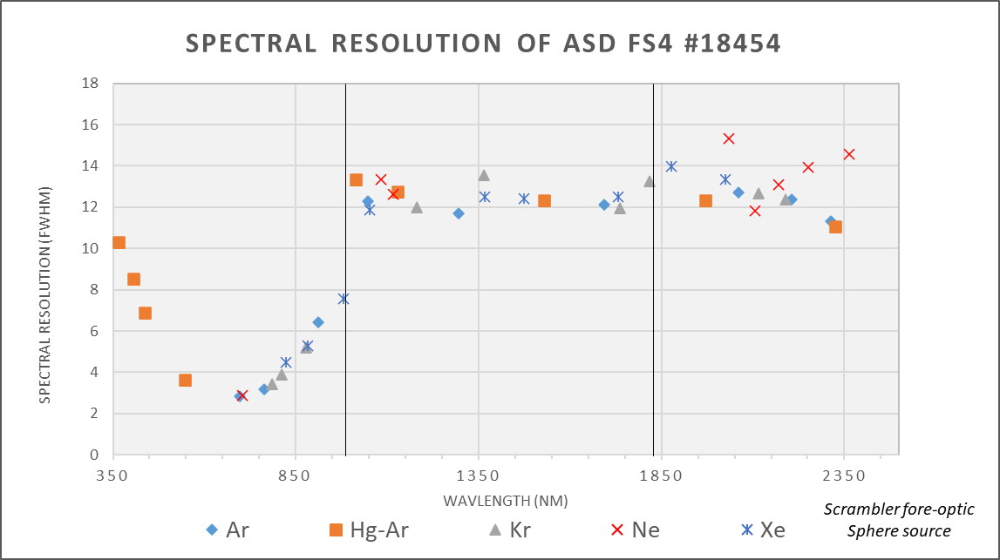 SPECTRAL RESOLUTION OF ASD FS4 #18454
18
16
14
12
10
8
6
4
2
0
SPECTRAL RESOLUTION (FWHM)
350 850 1350 1850 2350
WAVLENGTH (NM)
Scrambler fore-optic
Sphere source
Ar Hg-Ar Kr Ne Xe